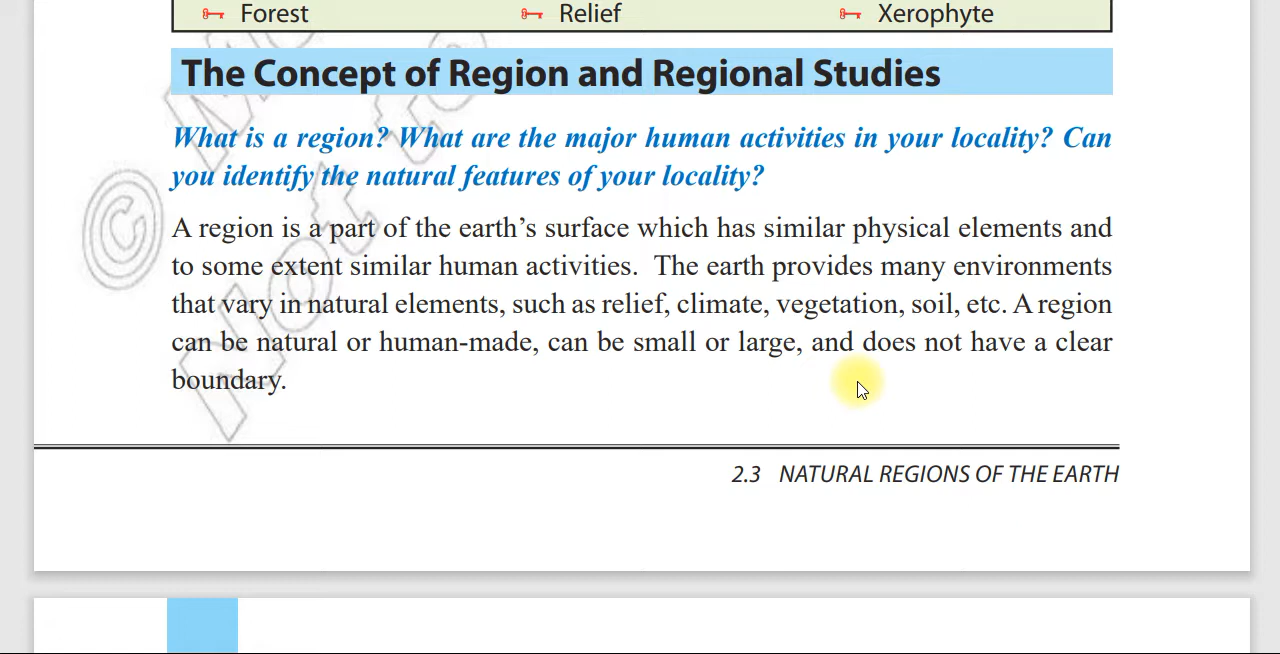 Forest Relief Xerophyte
The Concept of Region and Regional Studies
What is a region? What are the major human activities in your locality? Can
you identify the natural features of your locality?
A region is a part of the earth’s surface which has similar physical elements and
to some extent similar human activities.  The earth provides many environments
that vary in natural elements, such as relief, climate, vegetation, soil, etc. A region
can be natural or human-made, can be small or large, and does not have a clear
boundary.
2.3 NATURAL REGIONS OF THE EARTH
©
Not to